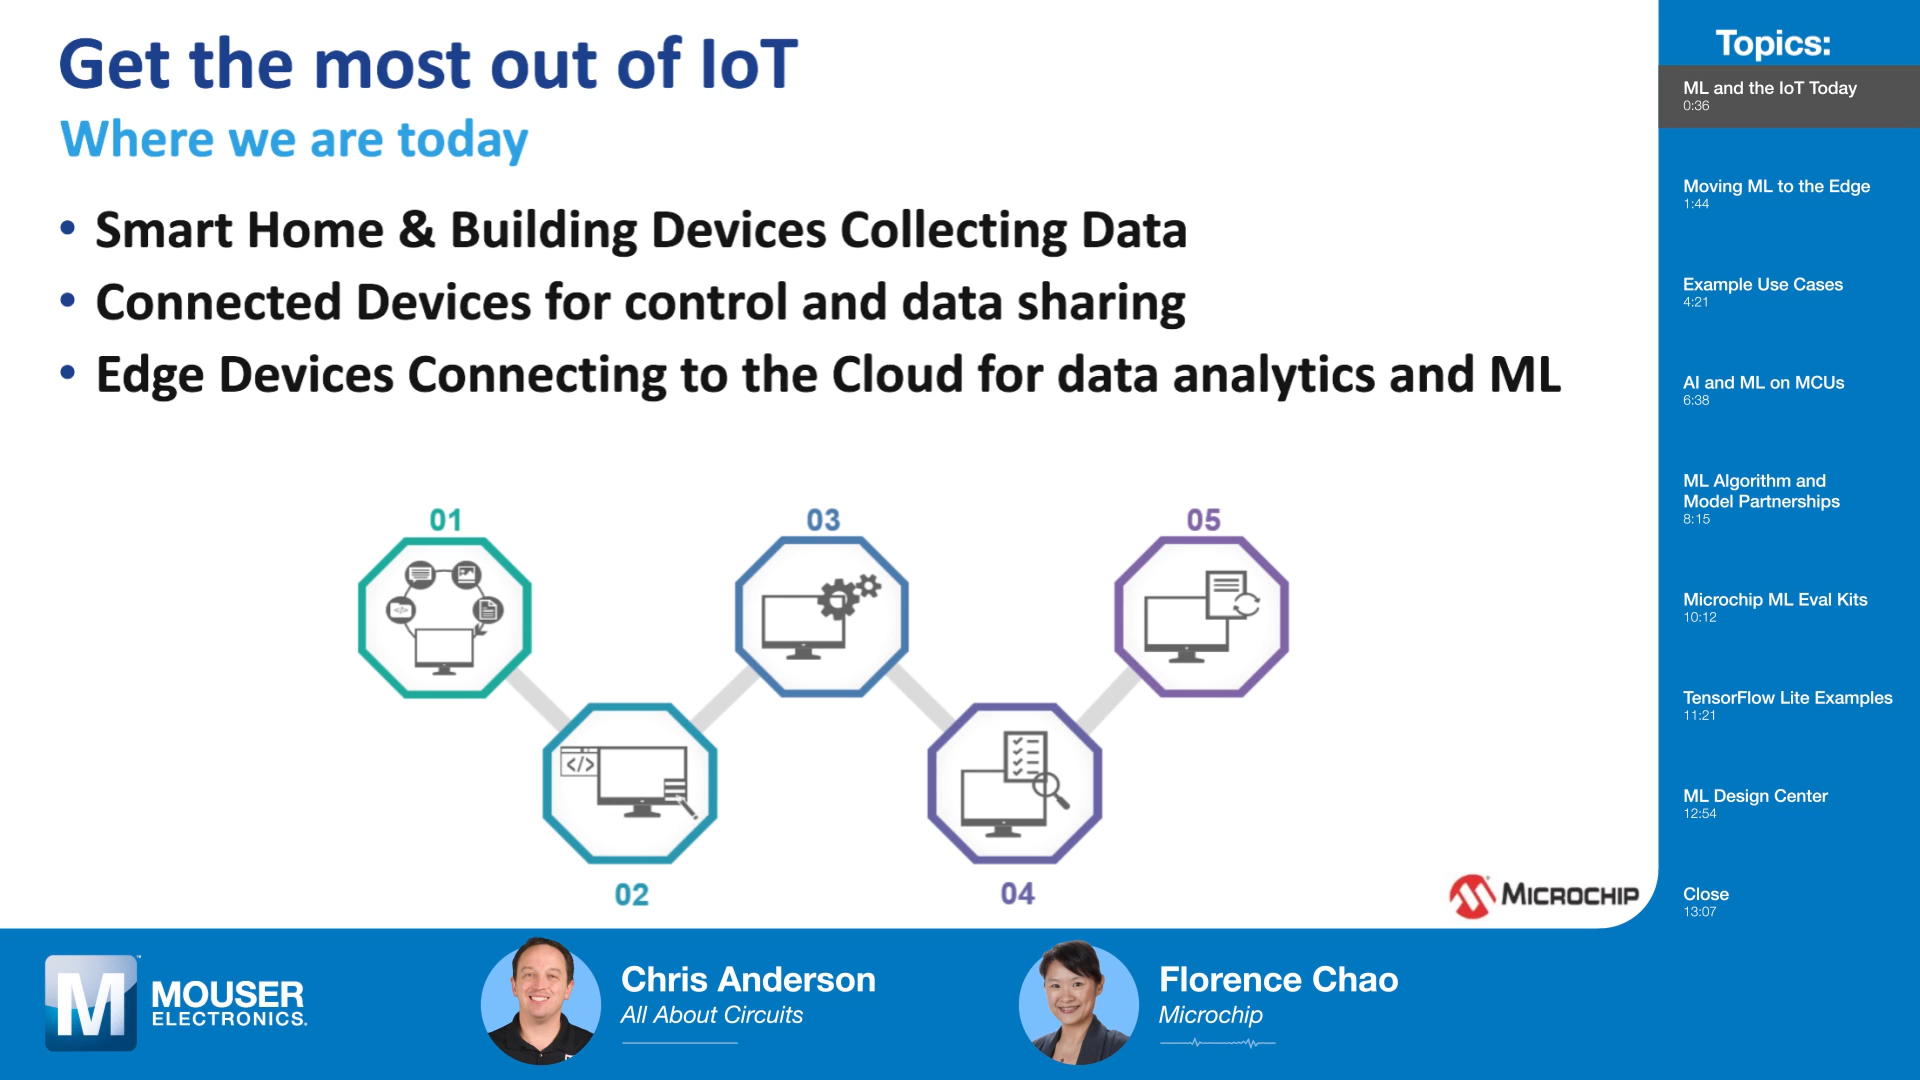 Get the most out of IoT
Where we are today
• Smart Home & Building Devices Collecting Data
• Connected Devices for control and data sharing
• Edge Devices Connecting to the Cloud for data analytics and ML
01
03
05
</>
</>
02
04
MICROCHIP
Topics:
ML and the IoT Today
0:36
Moving ML to the Edge
1:44
Example Use Cases
4:21
AI and ML on MCUs
6:38
ML Algorithm and
Model Partnerships
8:15
Microchip ML Eval Kits
10:12
TensorFlow Lite Examples
11:21
ML Design Center
12:54
Close
13:07
M™
MOUSER
ELECTRONICS.
Chris Anderson
All About Circuits
Florence Chao
Microchip